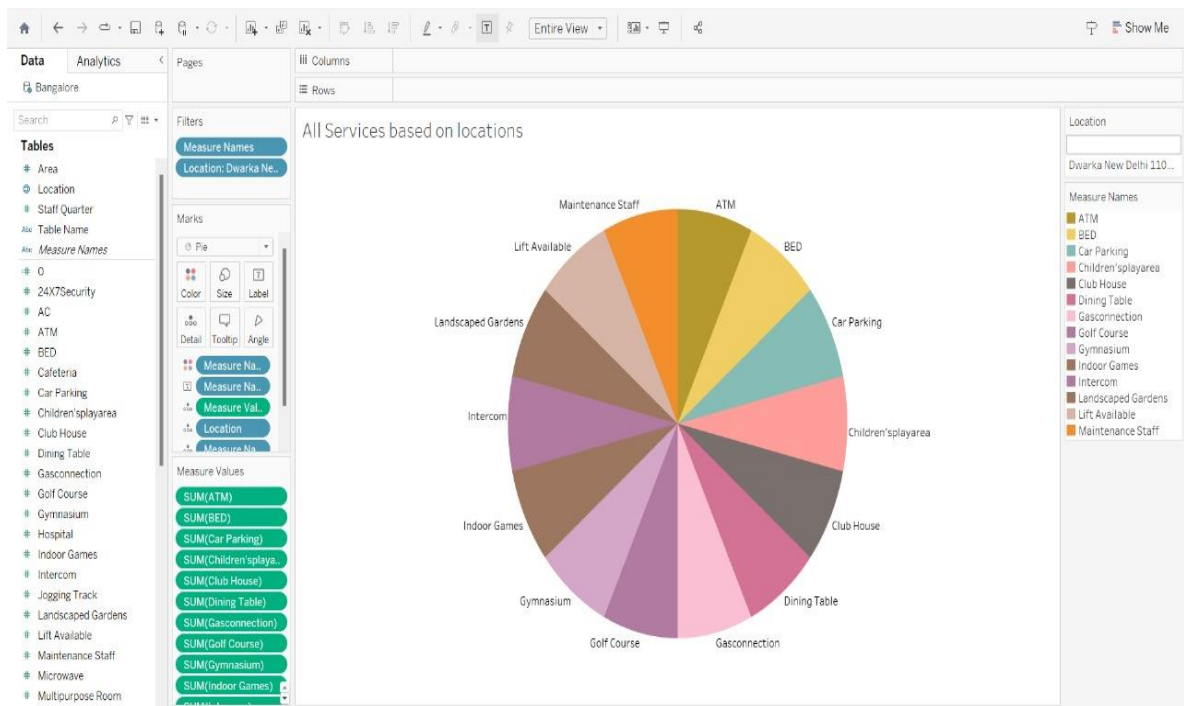 Entire View
Show Me
Data Analytics
Bangalore
Search
Tables
# Area
Location
# Staff Quarter
Abc Table Name
Abc Measure Names
# 0
# 24X7Security
# AC
# ATM
# BED
# Cafeteria
# Car Parking
# Children'splayarea
# Club House
# Dining Table
# Gasconnection
# Golf Course
# Gymnasium
# Hospital
# Indoor Games
# Intercom
# Jogging Track
# Landscaped Gardens
# Lift Available
# Maintenance Staff
# Microwave
# Multipurpose Room
Pages
Filters
Measure Names
Location: Dwarka Ne..
Marks
Pie
Color Size Label
Detail Tooltip Angle
Measure Na..
Measure Na..
Measure Val..
Location
Measure Na..
Measure Values
SUM(ATM)
SUM(BED)
SUM(Car Parking)
SUM(Children'splaya..
SUM(Club House)
SUM(Dining Table)
SUM(Gasconnection)
SUM(Golf Course)
SUM(Gymnasium)
SUM(Indoor Games)
Columns
Rows
All Services based on locations
Maintenance Staff
ATM
Lift Available
BED
Landscaped Gardens
Car Parking
Intercom
Children'splayarea
Indoor Games
Club House
Gymnasium
Dining Table
Golf Course
Gasconnection
Location
Dwarka New Delhi 110...
Measure Names
ATM
BED
Car Parking
Children'splayarea
Club House
Dining Table
Gasconnection
Golf Course
Gymnasium
Indoor Games
Intercom
Landscaped Gardens
Lift Available
Maintenance Staff